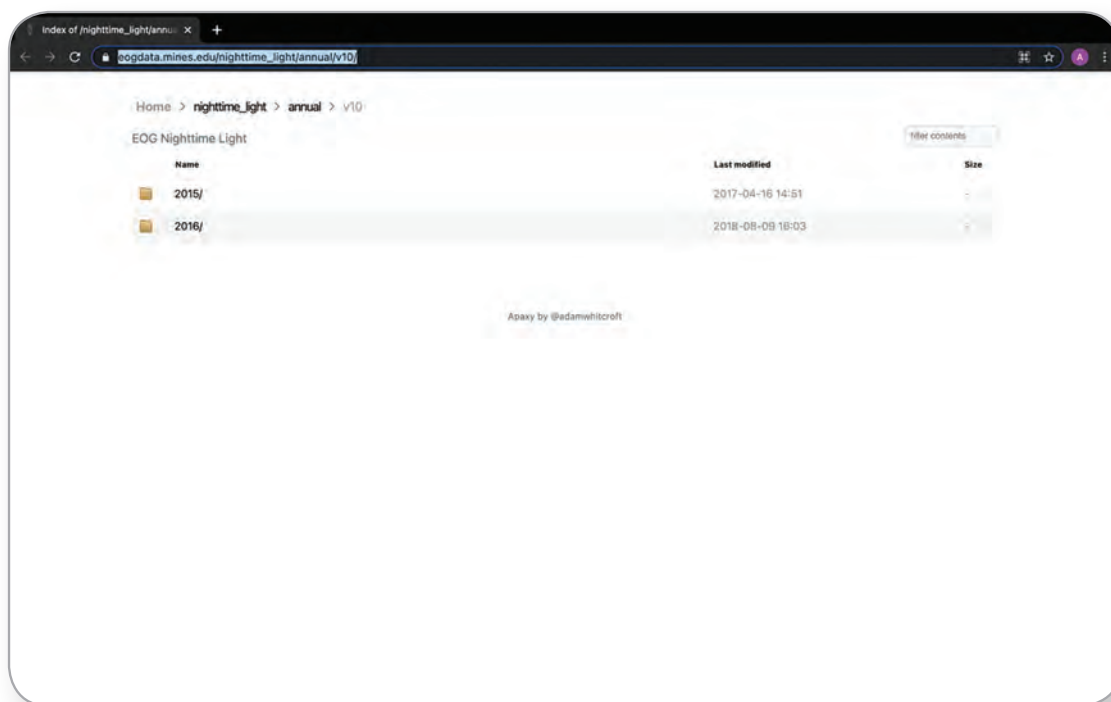 Index of /nighttime_light/annu
eogdata.mines.edu/nighttime_light/annual/v10/
A
Home > nighttime_light > annual > v10
EOG Nighttime Light
filter contents
Name Last modified Size
2015/ 2017-04-16 14:51 -
2016/ 2018-08-09 16:03 -
Apaxy by @adamwhitcroft